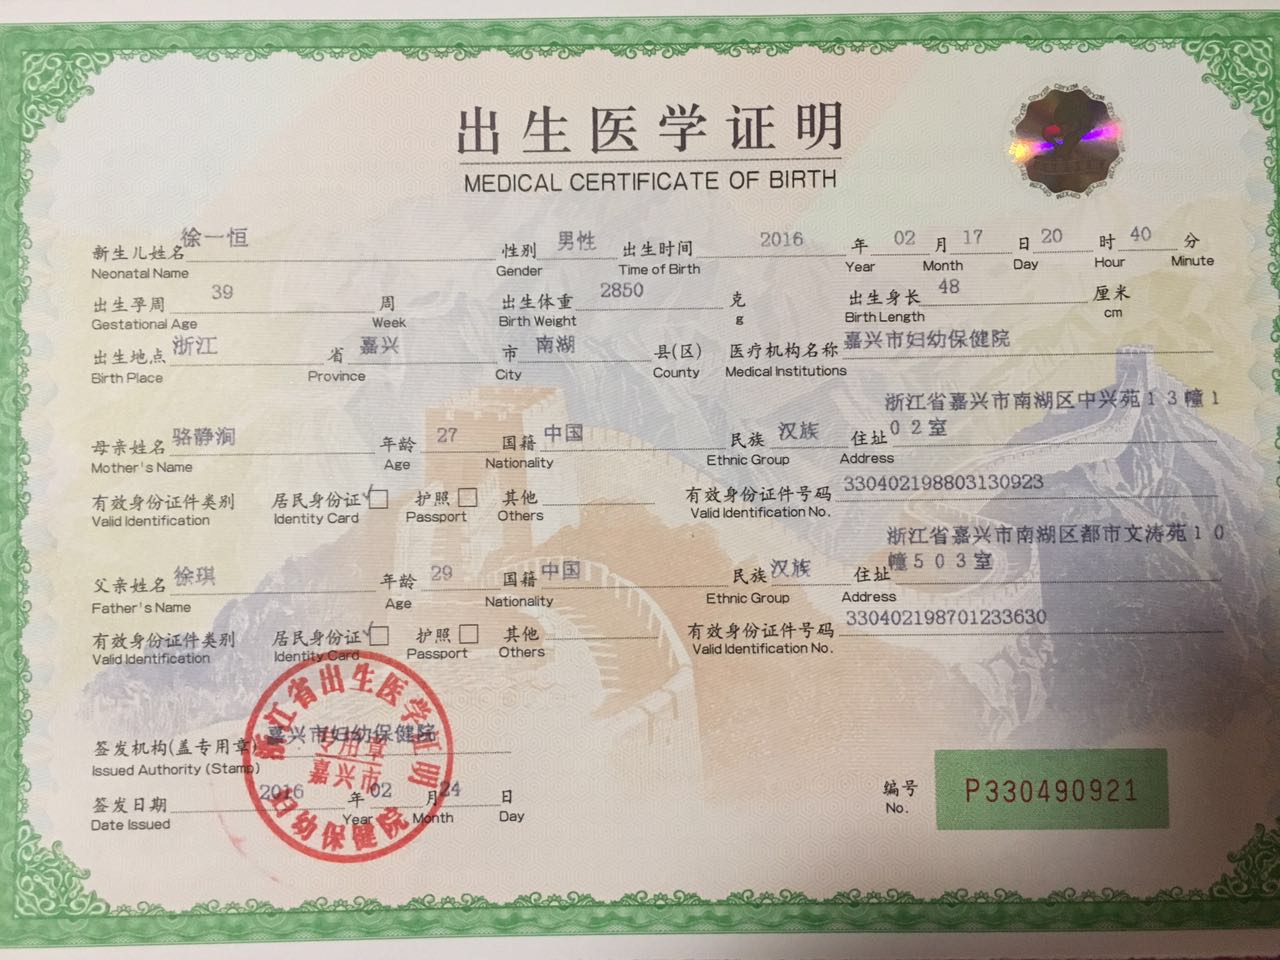 出生医学证明
MEDICAL CERTIFICATE OF BIRTH
新生儿姓名 徐一恒 性别 男性 出生时间 2016 年 02 月 17 日 20 时 40 分
Neonatal Name Gender Time of Birth Year Month Day Hour Minute
出生孕周 39 周 出生体重 2850 克 出生身长 48 厘米
Gestational Age Week Birth Weight g Birth Length cm
出生地点 浙江 省 嘉兴 市 南湖 县(区) 医疗机构名称 嘉兴市妇幼保健院
Birth Place Province City County Medical Institutions
浙江省嘉兴市南湖区中兴苑13幢1
母亲姓名 骆静涧 年龄 27 国籍 中国 民族 汉族 住址 02室
Mother's Name Age Nationality Ethnic Group Address
有效身份证件类别 居民身份证 护照 其他 有效身份证件号码 330402198803130923
Valid Identification Identity Card Passport Others Valid Identification No.
浙江省嘉兴市南湖区都市文涛苑10
父亲姓名 徐琪 年龄 29 国籍 中国 民族 汉族 住址 幢503室
Father's Name Age Nationality Ethnic Group Address
有效身份证件类别 居民身份证 护照 其他 有效身份证件号码 330402198701233630
Valid Identification Identity Card Passport Others Valid Identification No.
浙江省出生医学证明
签发机构(盖专用章) 嘉兴市妇幼保健院
专用章
Issued Authority (Stamp)
嘉兴市
签发日期 2016 年 02 月 24 日
Date Issued Year Month Day
妇幼保健院
编号 P330490921
No.